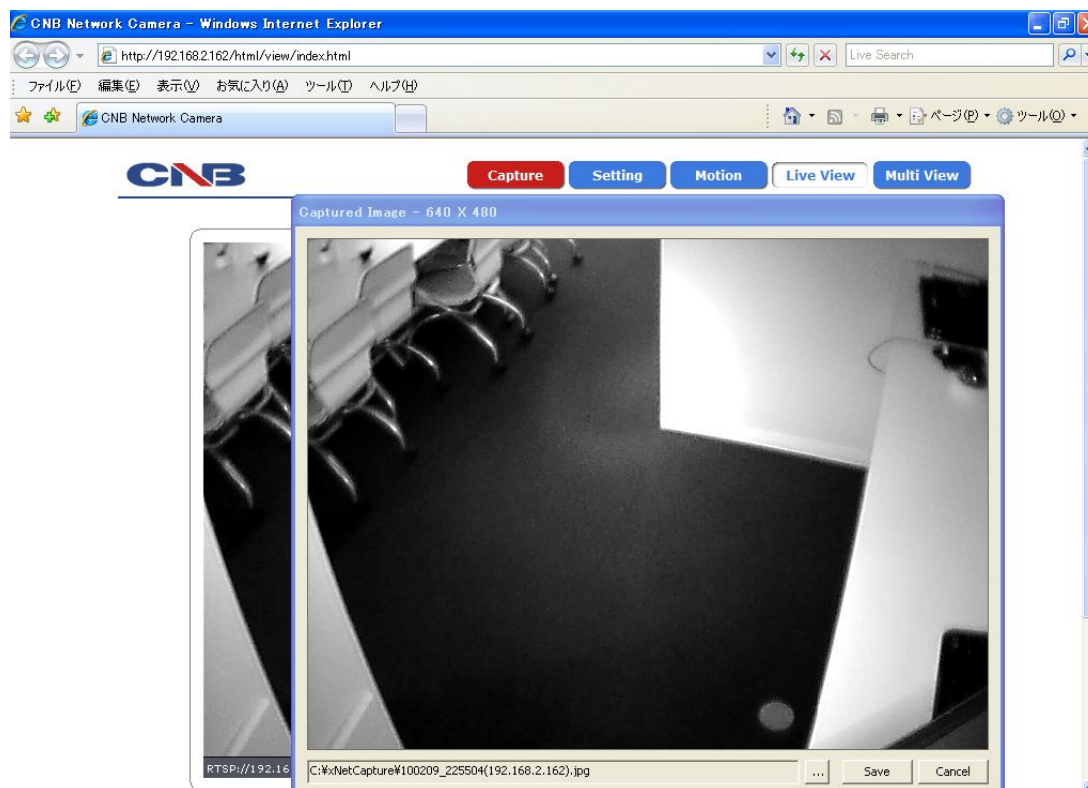 CNB Network Camera - Windows Internet Explorer
http://192.168.2.162/html/view/index.html
Live Search
ファイル(F) 編集(E) 表示(V) お気に入り(A) ツール(T) ヘルプ(H)
CNB Network Camera
ページ(P) ツール(O)
CNB
Capture Setting Motion Live View Multi View
Captured Image - 640 X 480
RTSP://192.16
C:¥xNetCapture¥100209_225504(192.168.2.162).jpg
... Save Cancel